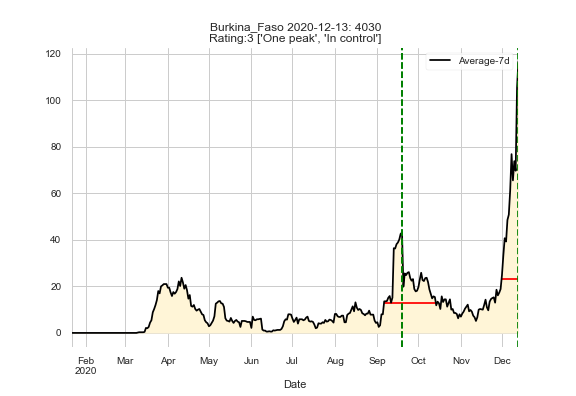 Burkina_Faso 2020-12-13: 4030
Rating:3 ['One peak', 'In control']
Average-7d
120
100
80
60
40
20
0
Feb Mar Apr May Jun Jul Aug Sep Oct Nov Dec
2020
Date